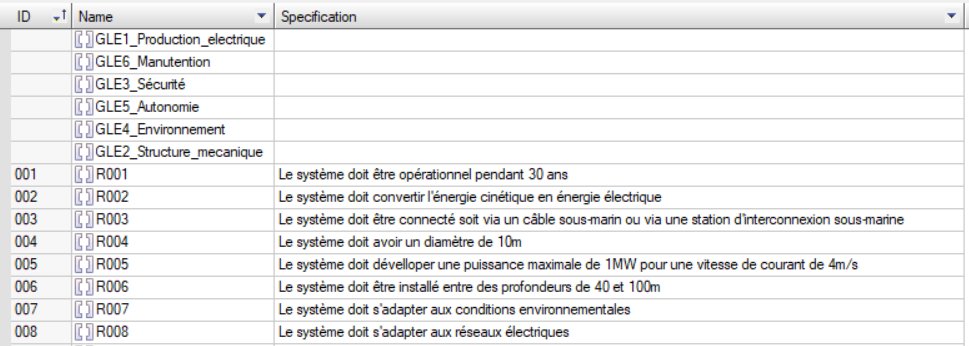 ID Name Specification
GLE1_Production_electrique
GLE6_Manutention
GLE3_Sécurité
GLE5_Autonomie
GLE4_Environnement
GLE2_Structure_mecanique
001 R001 Le système doit être opérationnel pendant 30 ans
002 R002 Le système doit convertir l'énergie cinétique en énergie électrique
003 R003 Le système doit être connecté soit via un câble sous-marin ou via une station d'interconnexion sous-marine
004 R004 Le système doit avoir un diamètre de 10m
005 R005 Le système doit dévelloper une puissance maximale de 1MW pour une vitesse de courant de 4m/s
006 R006 Le système doit être installé entre des profondeurs de 40 et 100m
007 R007 Le système doit s'adapter aux conditions environnementales
008 R008 Le système doit s'adapter aux réseaux électriques